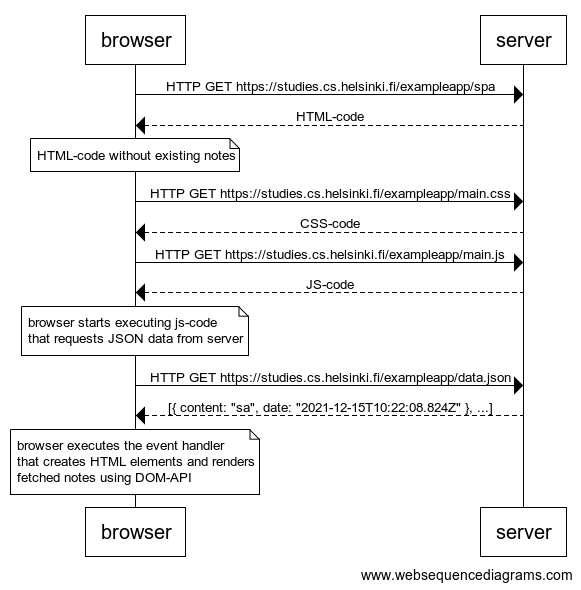 browser
server
HTTP GET https://studies.cs.helsinki.fi/exampleapp/spa
HTML-code
HTML-code without existing notes
HTTP GET https://studies.cs.helsinki.fi/exampleapp/main.css
CSS-code
HTTP GET https://studies.cs.helsinki.fi/exampleapp/main.js
JS-code
browser starts executing js-code
that requests JSON data from server
HTTP GET https://studies.cs.helsinki.fi/exampleapp/data.json
[{ content: "sa", date: "2021-12-15T10:22:08.824Z" }, ...]
browser executes the event handler
that creates HTML elements and renders
fetched notes using DOM-API
browser
server
www.websequencediagrams.com